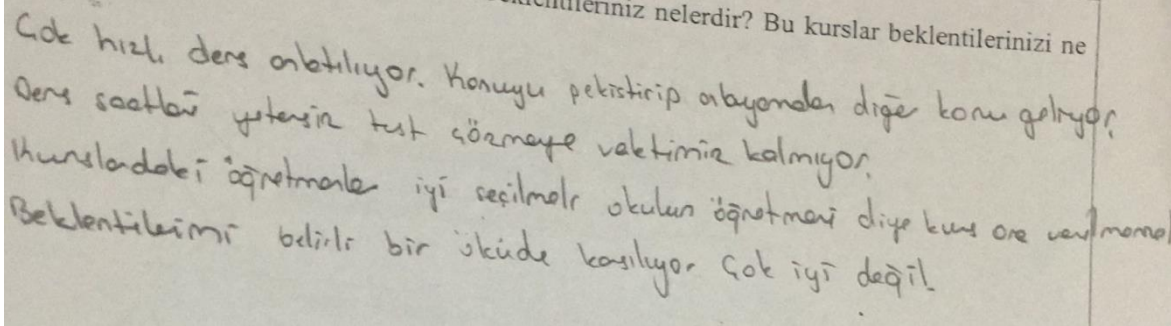 nelerdir? Bu kurslar beklentilerinizi ne
Çok hızlı ders anlatılıyor. Konuyu pekiştirip anlayamadan diğer konu geliyor.
Ders saatleri yetersiz test çözmeye vaktimiz kalmıyor.
Kurslardaki öğretmenler iyi seçilmeli okulun öğretmeni diye kurs ona verilmeme
Beklentilerimi belirli bir ölçüde karşılıyor çok iyi değil.